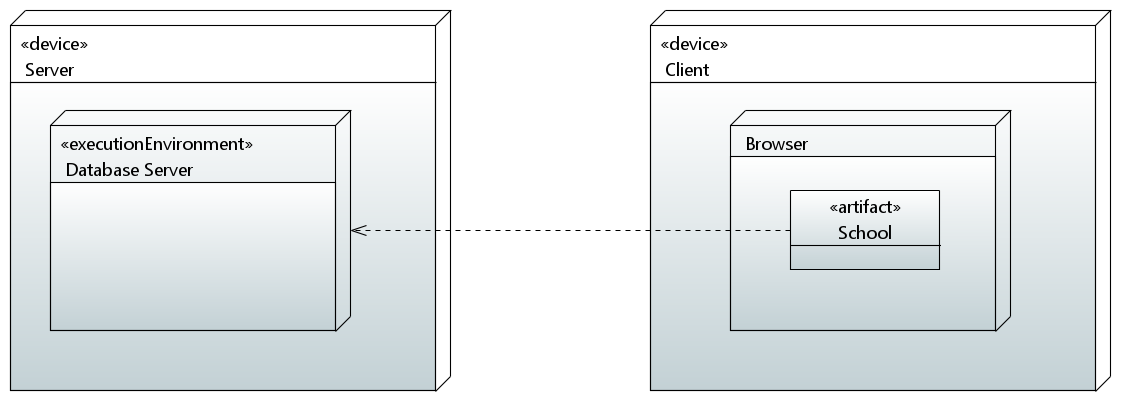 «device»
Server
«executionEnvironment»
Database Server
«device»
Client
Browser
«artifact»
School